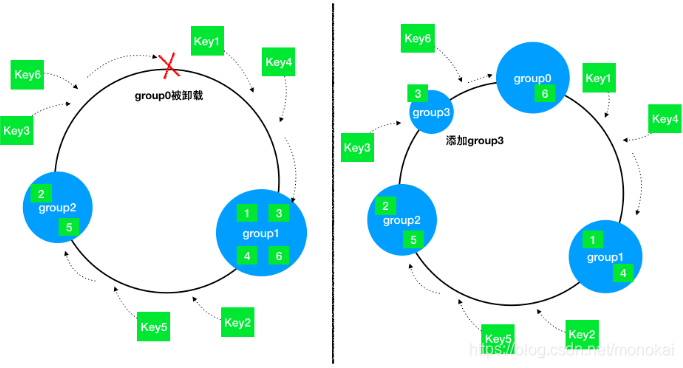 Key1
Key4
Key6
group0被卸载
Key3
2
group2
5
1
3
group1
4
6
Key5
Key2
Key6
group0
6
3
group3
Key1
Key4
添加group3
Key3
2
group2
5
1
group1
4
Key5
Key2
https://blog.csdn.net/monokai